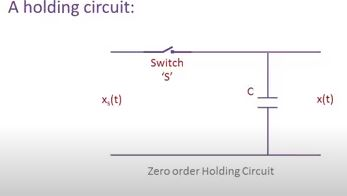 A holding circuit:
Switch
'S'
C
xₛ(t)
x(t)
Zero order Holding Circuit